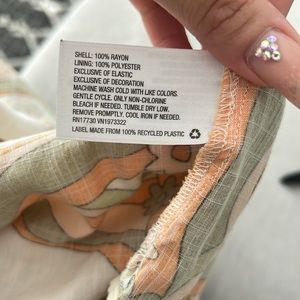 SHELL: 100% RAYON
LINING: 100% POLYESTER
EXCLUSIVE OF ELASTIC
EXCLUSIVE OF DECORATION
MACHINE WASH COLD WITH LIKE COLORS.
GENTLE CYCLE. ONLY NON-CHLORINE
BLEACH IF NEEDED. TUMBLE DRY LOW.
REMOVE PROMPTLY. COOL IRON IF NEEDED.
RN17730 VN1973322
LABEL MADE FROM 100% RECYCLED PLASTIC